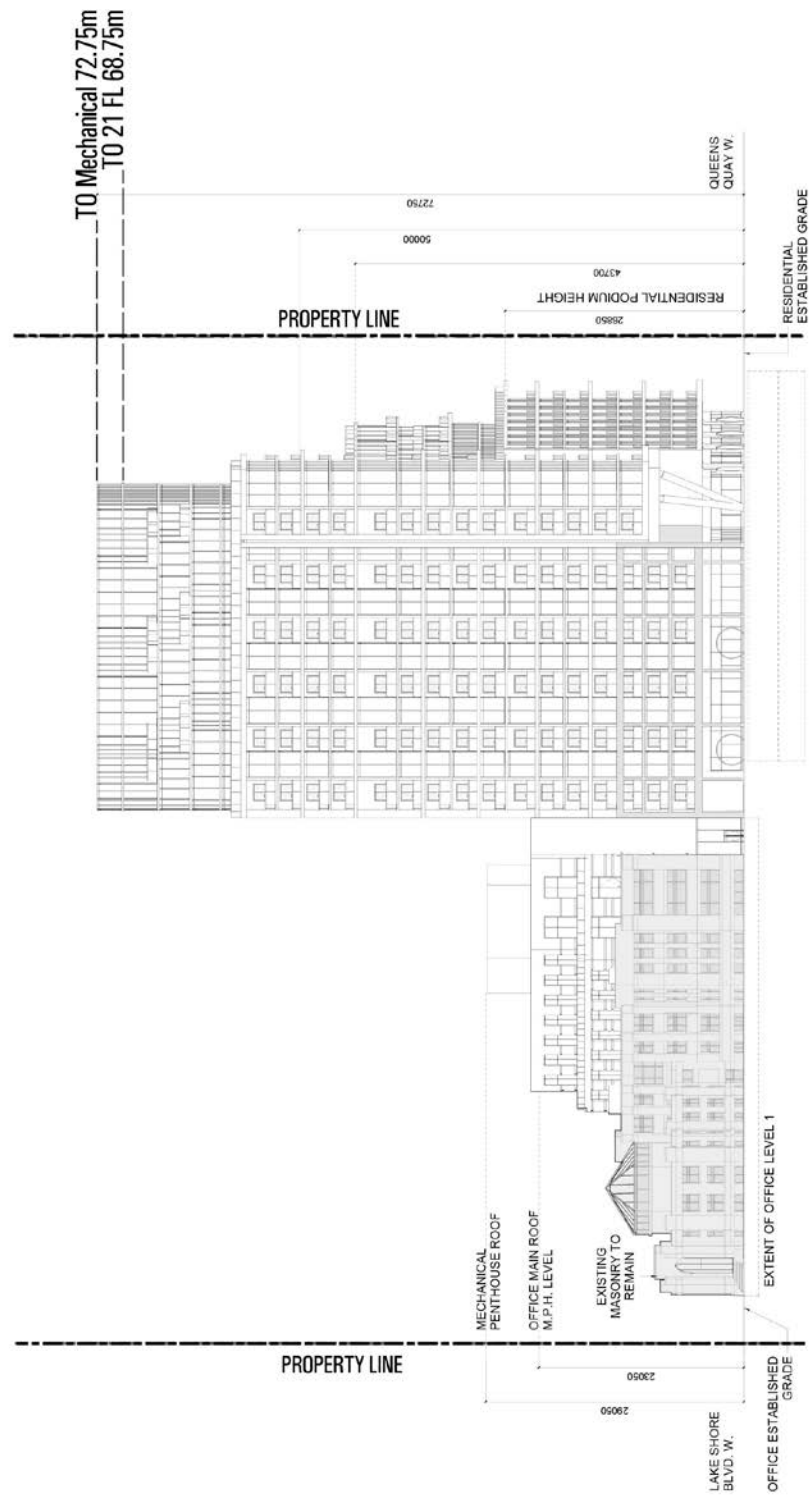 TO Mechanical 72.75m
TO 21 FL 68.75m
72750
50000
43700
RESIDENTIAL PODIUM HEIGHT
26850
QUEENS
QUAY W.
RESIDENTIAL
ESTABLISHED GRADE
PROPERTY LINE
MECHANICAL
PENTHOUSE ROOF
OFFICE MAIN ROOF
M.P.H. LEVEL
EXISTING
MASONRY TO
REMAIN
EXTENT OF OFFICE LEVEL 1
PROPERTY LINE
23050
29050
LAKE SHORE
BLVD. W.
OFFICE ESTABLISHED
GRADE